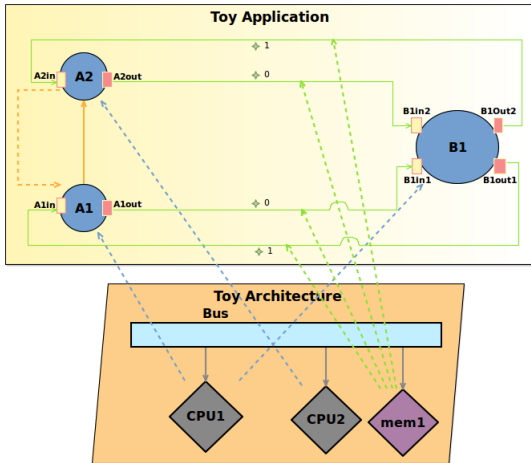 Toy Application
1
A2in
A2
A2out
0
B1in2
B1Out2
B1
B1in1
B1out1
A1in
A1
A1out
0
1
Toy Architecture
Bus
CPU1
CPU2
mem1